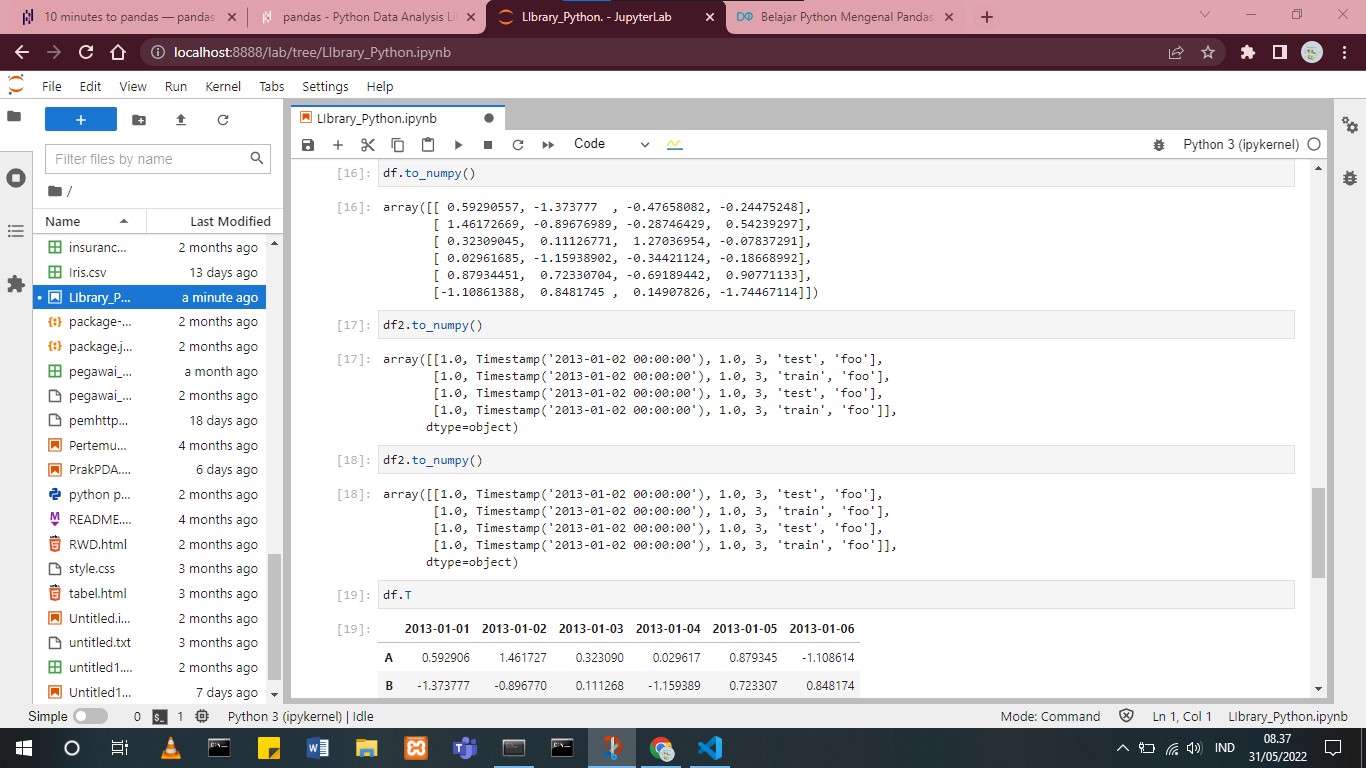 10 minutes to pandas — pandas
pandas - Python Data Analysis Li
LIbrary_Python. - JupyterLab
Belajar Python Mengenal Pandas
localhost:8888/lab/tree/LIbrary_Python.ipynb
File Edit View Run Kernel Tabs Settings Help
LIbrary_Python.ipynb
Code
Python 3 (ipykernel)
Filter files by name
/
Name Last Modified
insuranc... 2 months ago
Iris.csv 13 days ago
LIbrary_P... a minute ago
package-... 2 months ago
package.j... 2 months ago
pegawai_... a month ago
pegawai_... 2 months ago
pemhttp... 18 days ago
Pertemu... 4 months ago
PrakPDA.... 6 days ago
python p... 2 months ago
README.... 4 months ago
RWD.html 2 months ago
style.css 3 months ago
tabel.html 3 months ago
Untitled.i... 2 months ago
untitled.txt 3 months ago
untitled1.... 2 months ago
Untitled1... 7 days ago
[16]: df.to_numpy()
[16]: array([[ 0.59290557, -1.373777  , -0.47658082, -0.24475248],
[ 1.46172669, -0.89676989, -0.28746429,  0.54239297],
[ 0.32309045,  0.11126771,  1.27036954, -0.07837291],
[ 0.02961685, -1.15938902, -0.34421124, -0.18668992],
[ 0.87934451,  0.72330704, -0.69189442,  0.90771133],
[-1.10861388,  0.8481745 ,  0.14907826, -1.74467114]])
[17]: df2.to_numpy()
[17]: array([[1.0, Timestamp('2013-01-02 00:00:00'), 1.0, 3, 'test', 'foo'],
[1.0, Timestamp('2013-01-02 00:00:00'), 1.0, 3, 'train', 'foo'],
[1.0, Timestamp('2013-01-02 00:00:00'), 1.0, 3, 'test', 'foo'],
[1.0, Timestamp('2013-01-02 00:00:00'), 1.0, 3, 'train', 'foo']],
dtype=object)
[18]: df2.to_numpy()
[18]: array([[1.0, Timestamp('2013-01-02 00:00:00'), 1.0, 3, 'test', 'foo'],
[1.0, Timestamp('2013-01-02 00:00:00'), 1.0, 3, 'train', 'foo'],
[1.0, Timestamp('2013-01-02 00:00:00'), 1.0, 3, 'test', 'foo'],
[1.0, Timestamp('2013-01-02 00:00:00'), 1.0, 3, 'train', 'foo']],
dtype=object)
[19]: df.T
[19]: 2013-01-01 2013-01-02 2013-01-03 2013-01-04 2013-01-05 2013-01-06
A 0.592906 1.461727 0.323090 0.029617 0.879345 -1.108614
B -1.373777 -0.896770 0.111268 -1.159389 0.723307 0.848174
Simple 0 1 Python 3 (ipykernel) | Idle Mode: Command Ln 1, Col 1 LIbrary_Python.ipynb
IND 08.37
31/05/2022